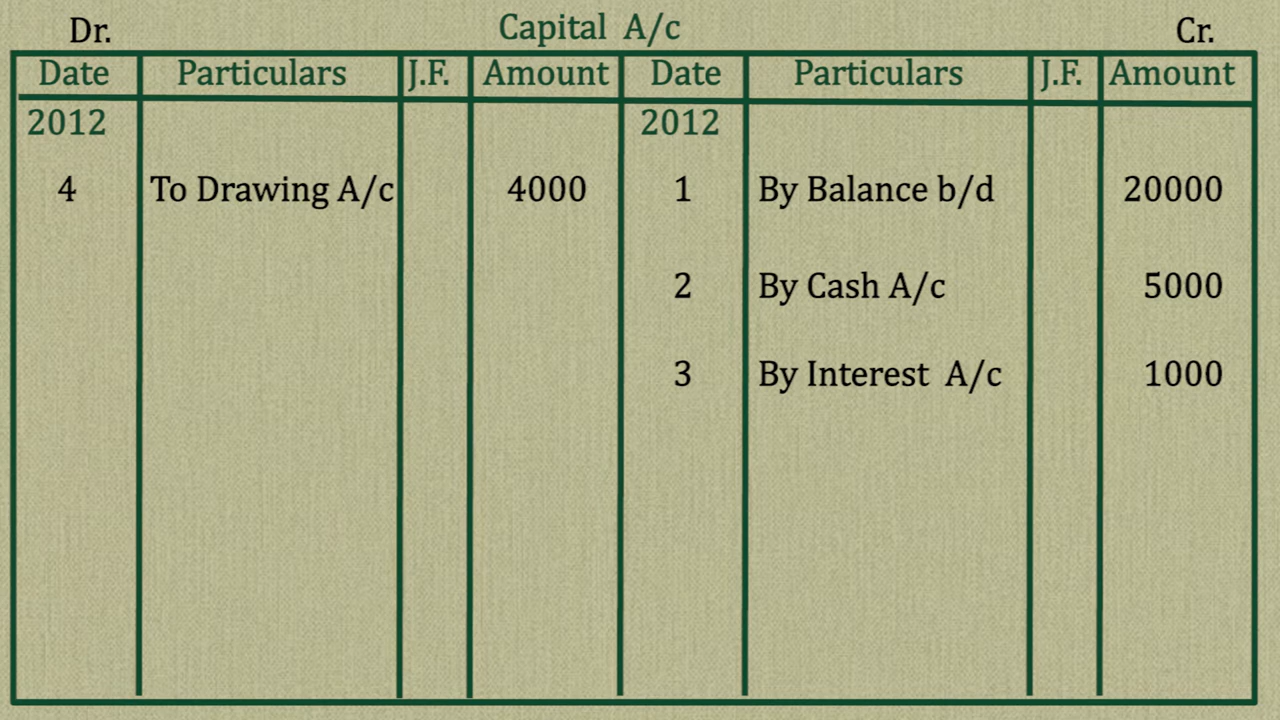 Dr. Capital A/c Cr.
Date Particulars J.F. Amount Date Particulars J.F. Amount
2012 2012
4 To Drawing A/c 4000 1 By Balance b/d 20000
2 By Cash A/c 5000
3 By Interest A/c 1000